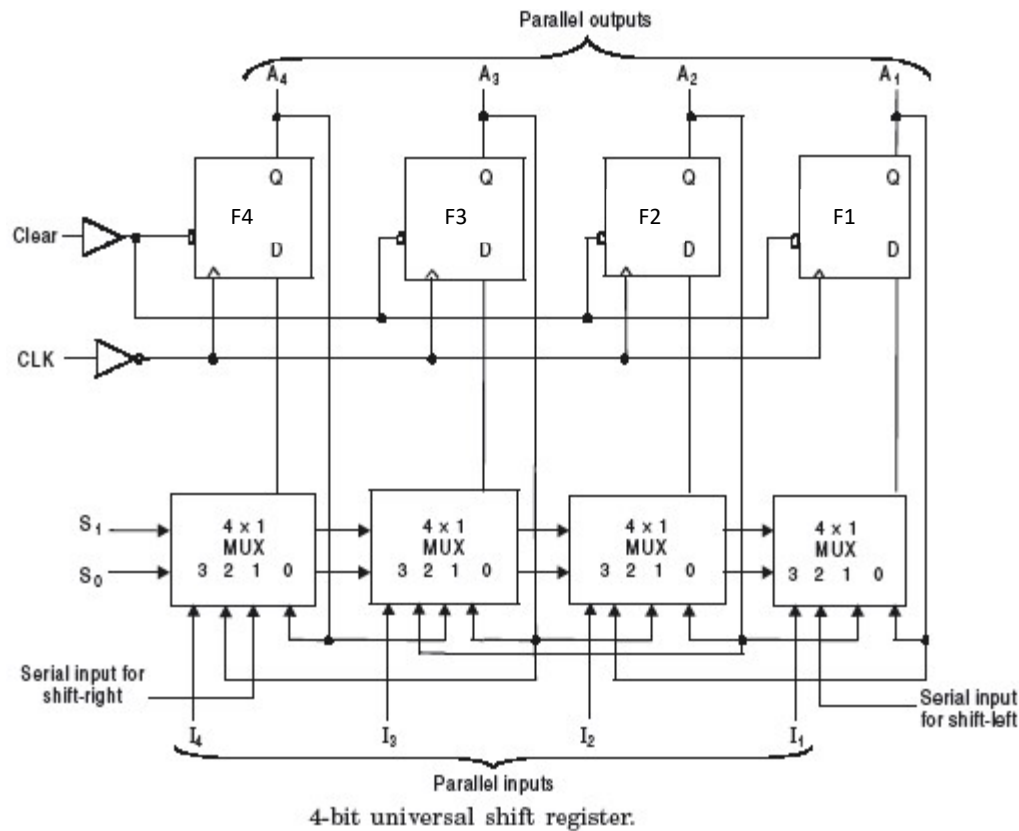 Parallel outputs
A₄ A₃ A₂ A₁
Q Q Q Q
F4 F3 F2 F1
Clear
D D D D
CLK
S₁
4 x 1 4 x 1 4 x 1 4 x 1
MUX MUX MUX MUX
S₀
3 2 1 0 3 2 1 0 3 2 1 0 3 2 1 0
Serial input for
shift-right
Serial input
for shift-left
I₄ I₃ I₂ I₁
Parallel inputs
4-bit universal shift register.